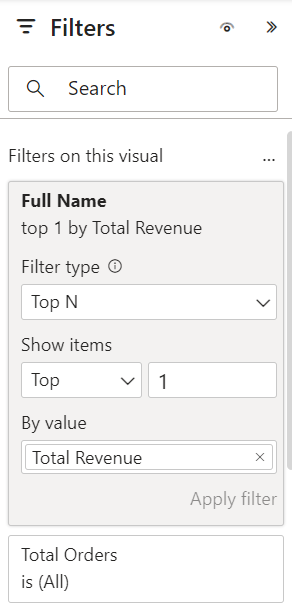 Filters
Search
Filters on this visual
...
Full Name
top 1 by Total Revenue
Filter type
Top N
Show items
Top 1
By value
Total Revenue
Apply filter
Total Orders
is (All)